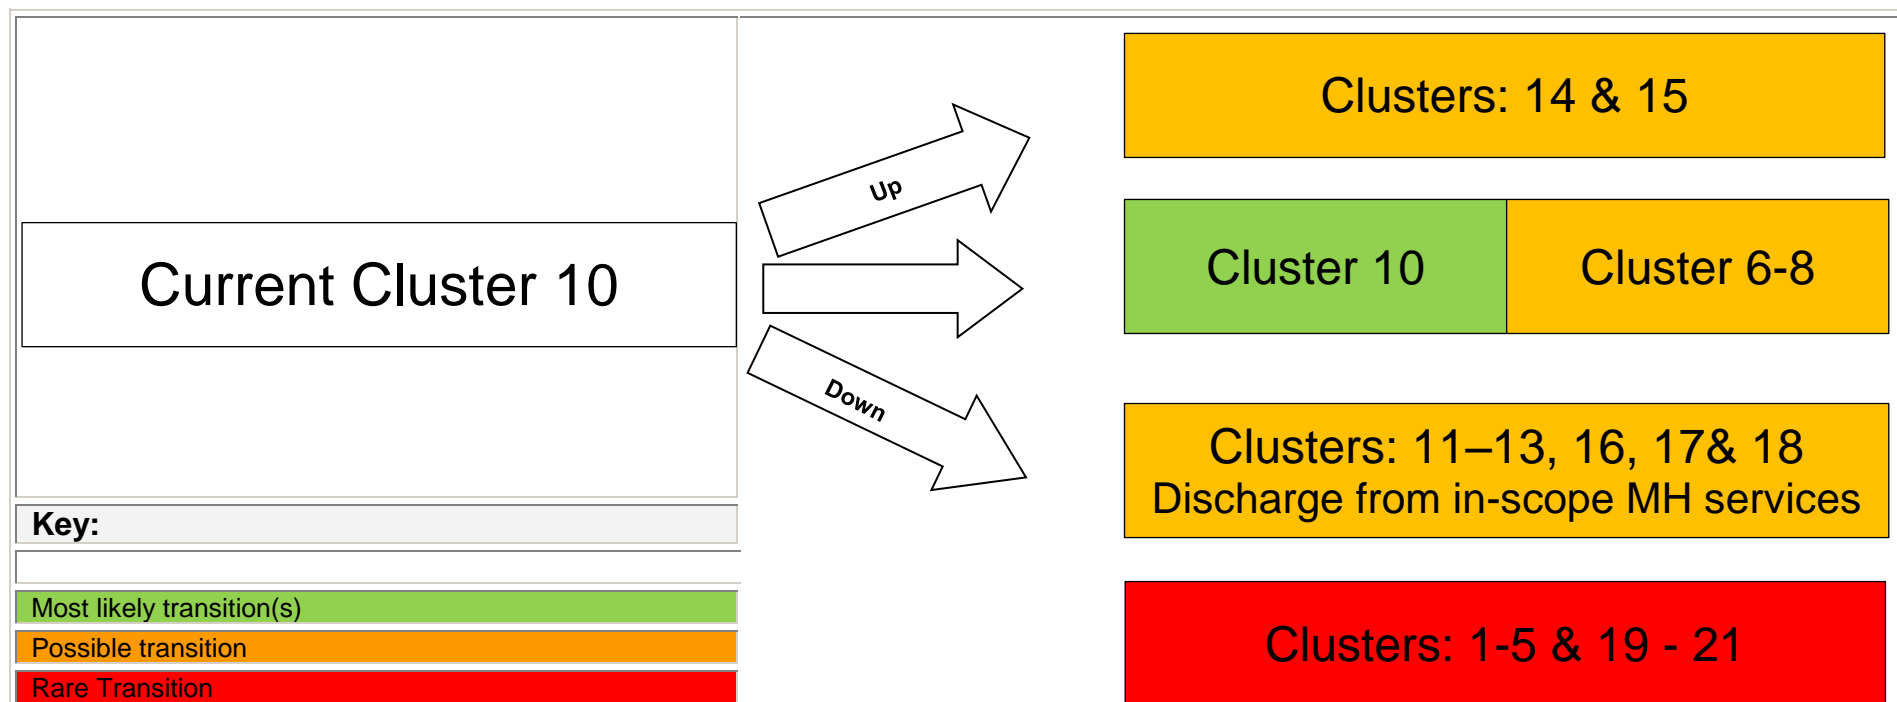 Current Cluster 10
Up
Down
Clusters: 14 & 15
Cluster 10
Cluster 6-8
Clusters: 11–13, 16, 17& 18
Discharge from in-scope MH services
Clusters: 1-5 & 19 - 21
Key:
Most likely transition(s)
Possible transition
Rare Transition